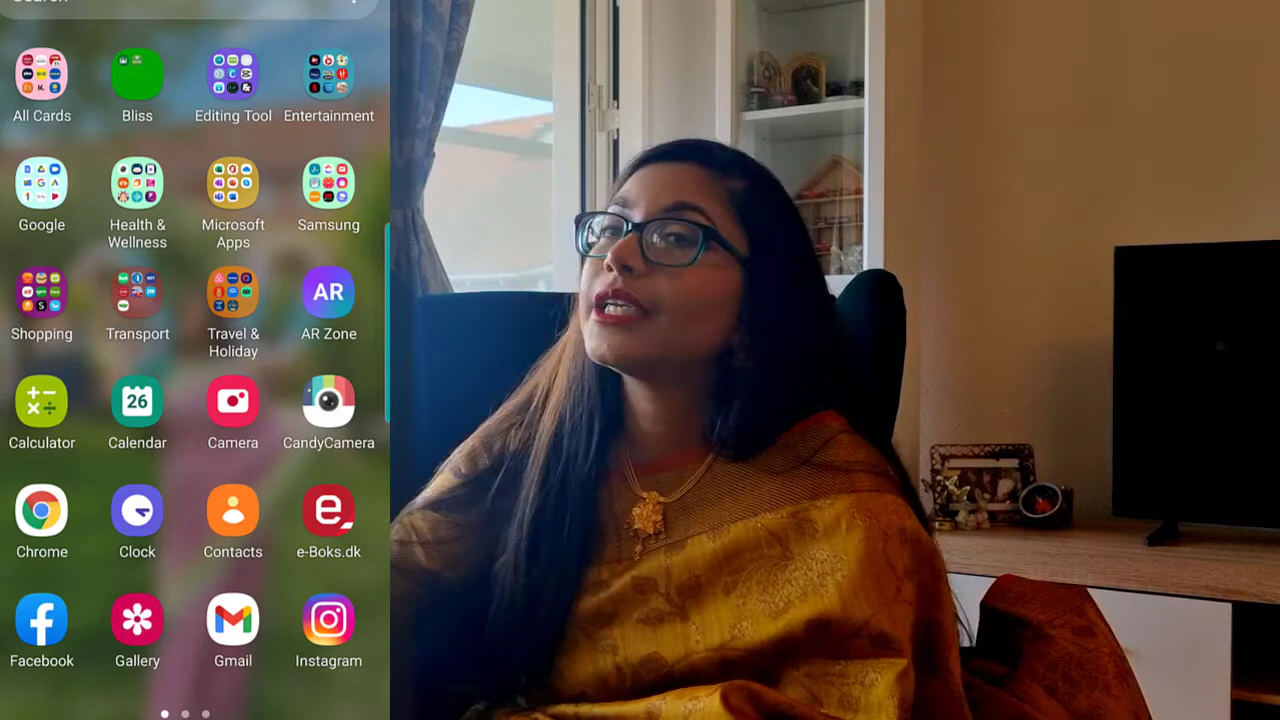 Search
All Cards
Bliss
Editing Tool
Entertainment
Google
Health &
Wellness
Microsoft
Apps
Samsung
Shopping
Transport
Travel &
Holiday
AR
AR Zone
Calculator
26
Calendar
Camera
CandyCamera
Chrome
Clock
Contacts
e
e-Boks.dk
Facebook
Gallery
Gmail
Instagram